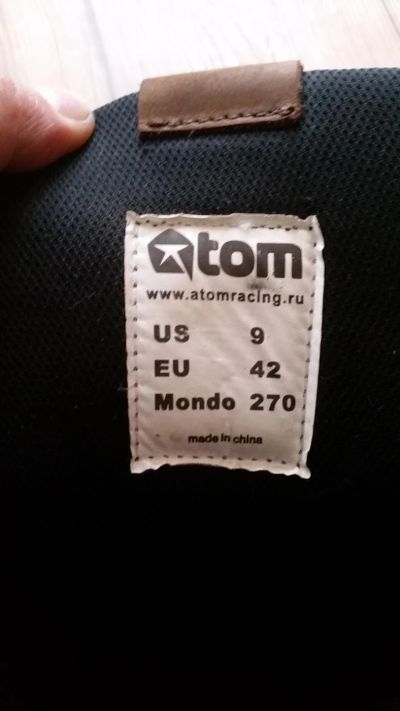 atom
www.atomracing.ru
US 9
EU 42
Mondo 270
made in china